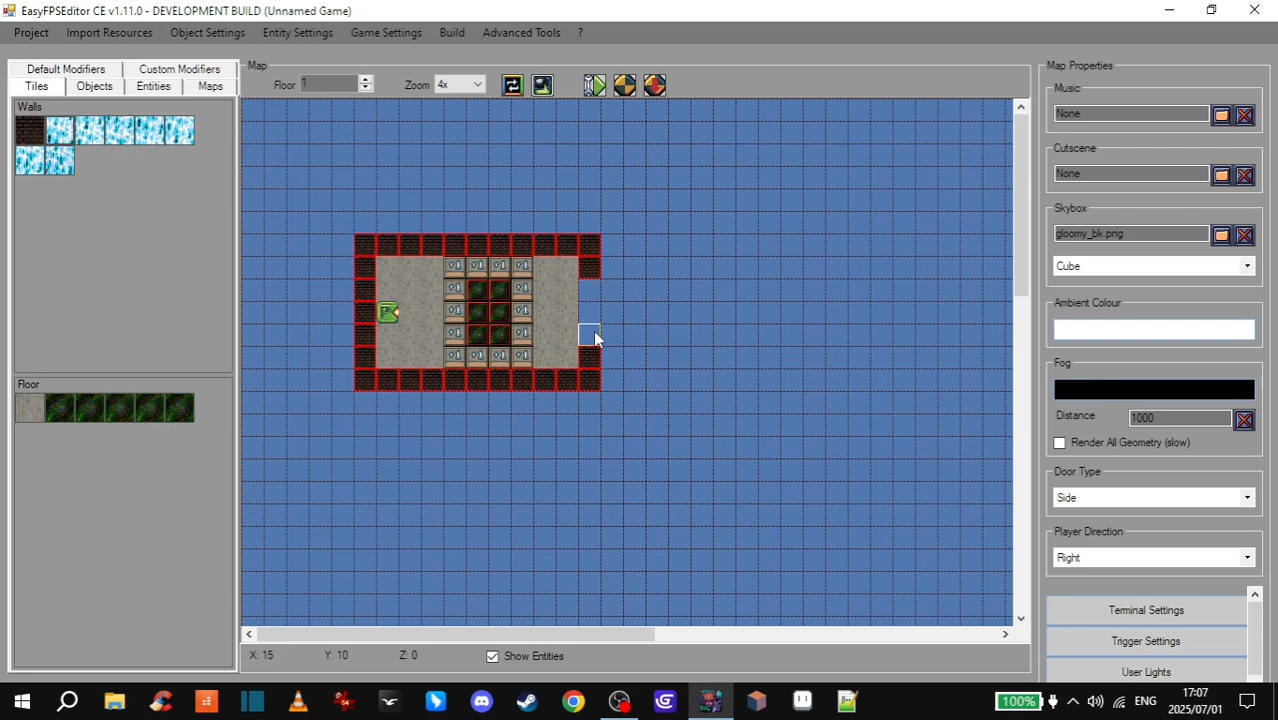 EasyFPSEditor CE v1.11.0 - DEVELOPMENT BUILD (Unnamed Game)
Project Import Resources Object Settings Entity Settings Game Settings Build Advanced Tools ?
Default Modifiers Custom Modifiers
Tiles Objects Entities Maps
Walls
Floor
Map
Floor 1 Zoom 4x
X: 15 Y: 10 Z: 0 Show Entities
Map Properties
Music
None
Cutscene
None
Skybox
gloomy_bk.png
Cube
Ambient Colour
Fog
Distance 1000
Render All Geometry (slow)
Door Type
Side
Player Direction
Right
Terminal Settings
Trigger Settings
User Lights
100% ENG 17:07
2025/07/01